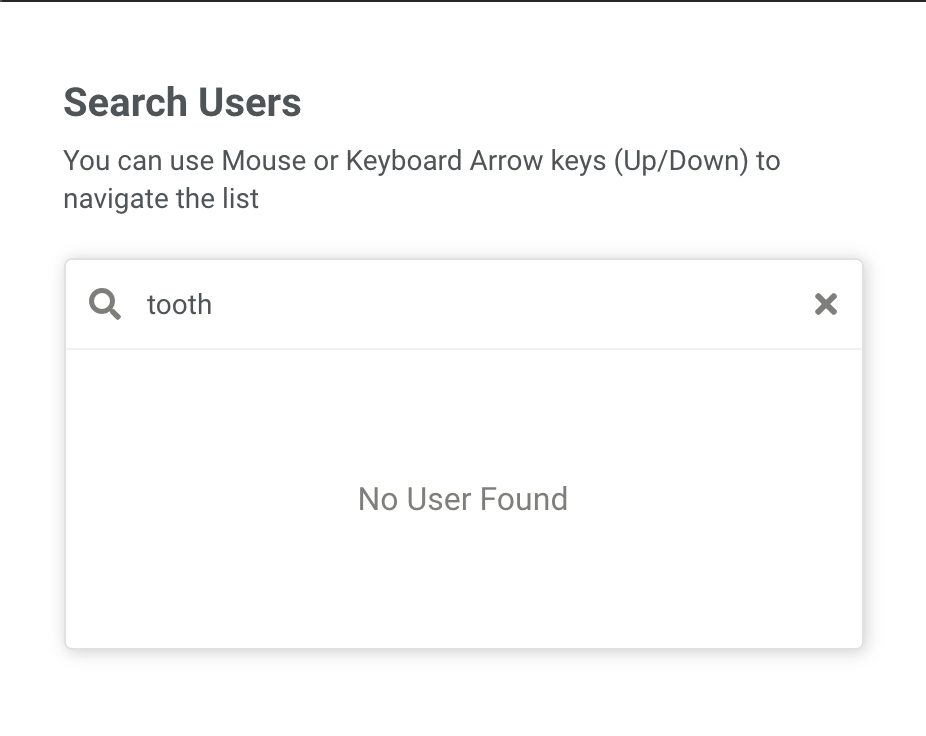 Search Users
You can use Mouse or Keyboard Arrow keys (Up/Down) to
navigate the list
tooth
No User Found